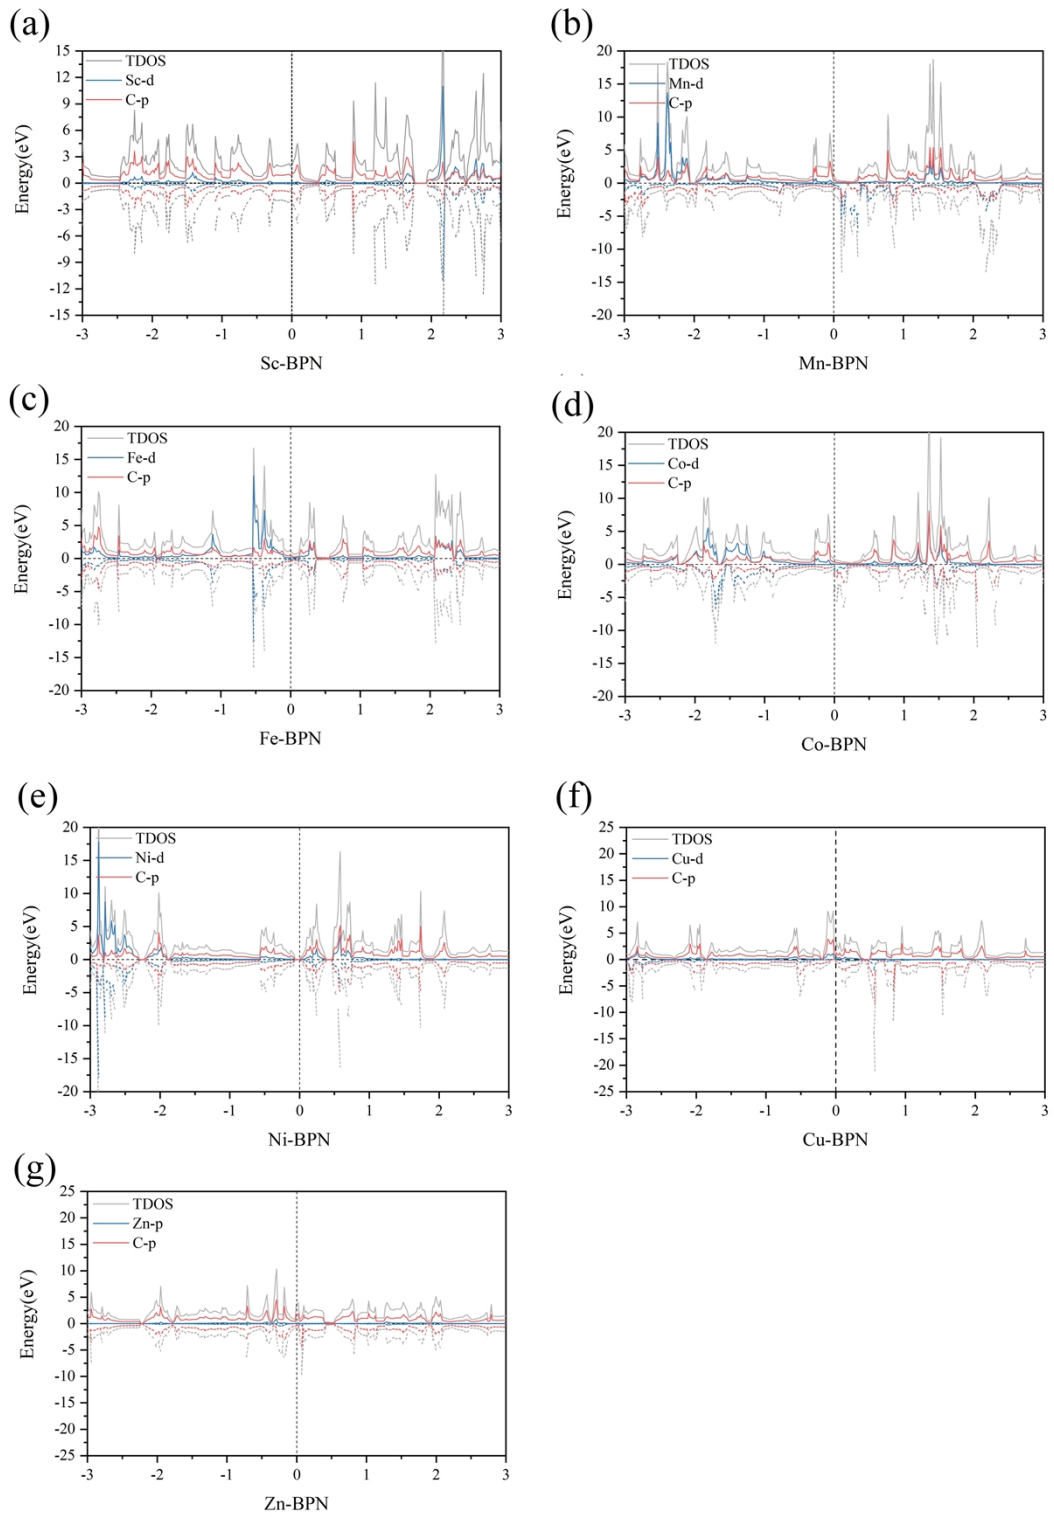 (a)
15
12
9
6
3
0
-3
-6
-9
-12
-15
Energy(eV)
TDOS
Sc-d
C-p
-3 -2 -1 0 1 2 3
Sc-BPN
(b)
20
15
10
5
0
-5
-10
-15
-20
Energy(eV)
TDOS
Mn-d
C-p
-3 -2 -1 0 1 2 3
Mn-BPN
(c)
20
15
10
5
0
-5
-10
-15
-20
Energy(eV)
TDOS
Fe-d
C-p
-3 -2 -1 0 1 2 3
Fe-BPN
(d)
20
15
10
5
0
-5
-10
-15
-20
Energy(eV)
TDOS
Co-d
C-p
-3 -2 -1 0 1 2 3
Co-BPN
(e)
20
15
10
5
0
-5
-10
-15
-20
Energy(eV)
TDOS
Ni-d
C-p
-3 -2 -1 0 1 2 3
Ni-BPN
(f)
25
20
15
10
5
0
-5
-10
-15
-20
-25
Energy(eV)
TDOS
Cu-d
C-p
-3 -2 -1 0 1 2 3
Cu-BPN
(g)
25
20
15
10
5
0
-5
-10
-15
-20
-25
Energy(eV)
TDOS
Zn-p
C-p
-3 -2 -1 0 1 2 3
Zn-BPN